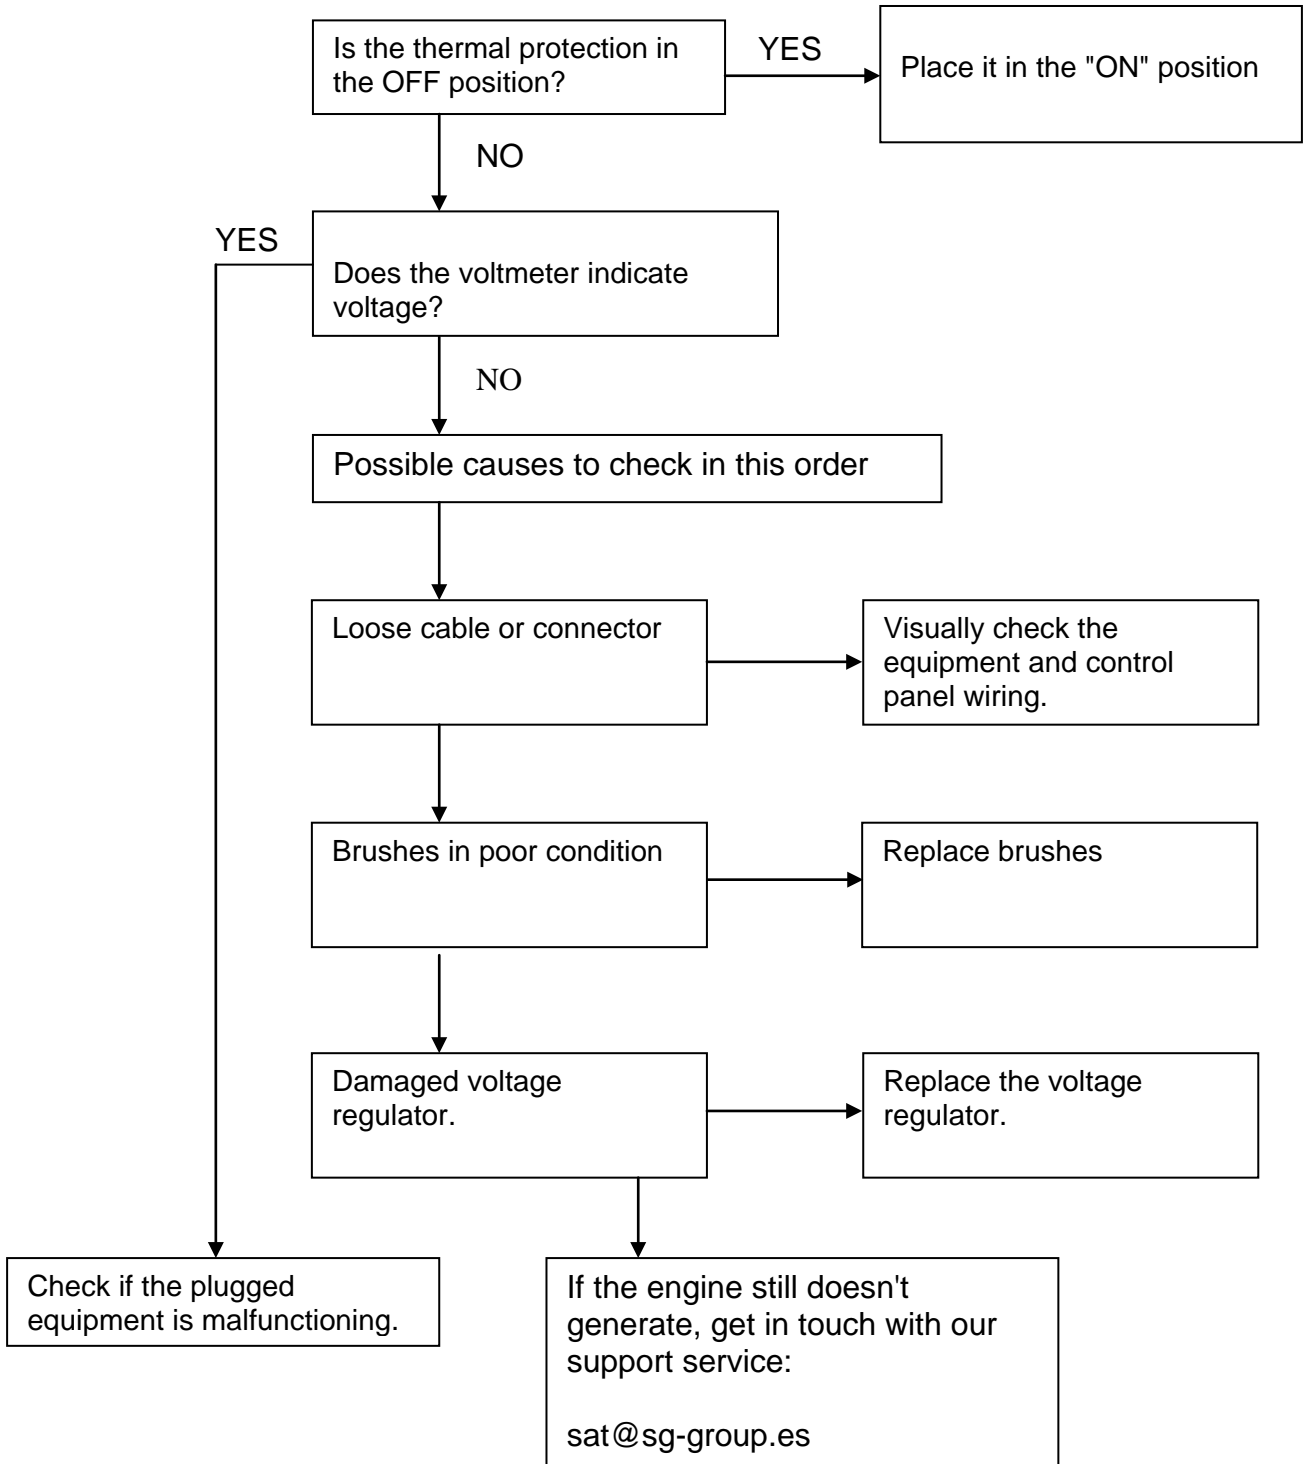 Is the thermal protection in
the OFF position?
YES
Place it in the "ON" position
NO
YES
Does the voltmeter indicate
voltage?
NO
Possible causes to check in this order
Loose cable or connector
Visually check the
equipment and control
panel wiring.
Brushes in poor condition
Replace brushes
Damaged voltage
regulator.
Replace the voltage
regulator.
Check if the plugged
equipment is malfunctioning.
If the engine still doesn't
generate, get in touch with our
support service:
sat@sg-group.es